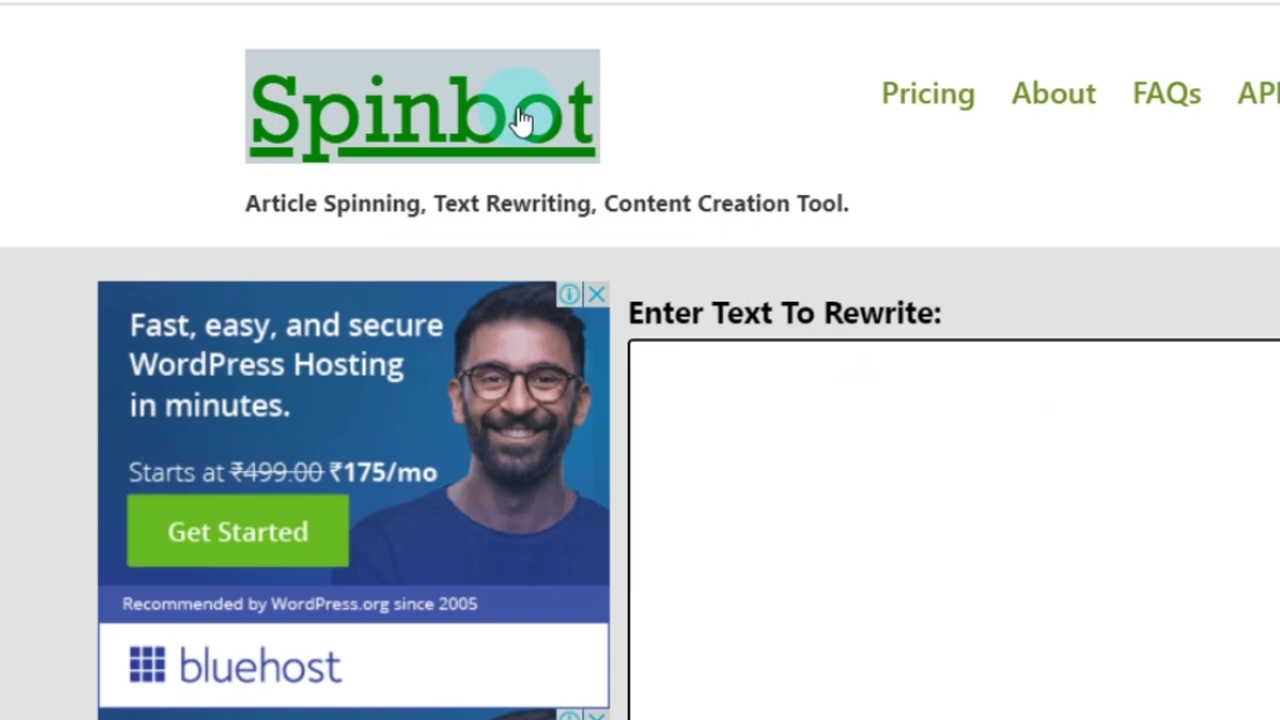 Spinbot
Pricing About FAQs API
Article Spinning, Text Rewriting, Content Creation Tool.
Fast, easy, and secure
WordPress Hosting
in minutes.
Starts at ₹499.00 ₹175/mo
Get Started
Recommended by WordPress.org since 2005
bluehost
Enter Text To Rewrite: